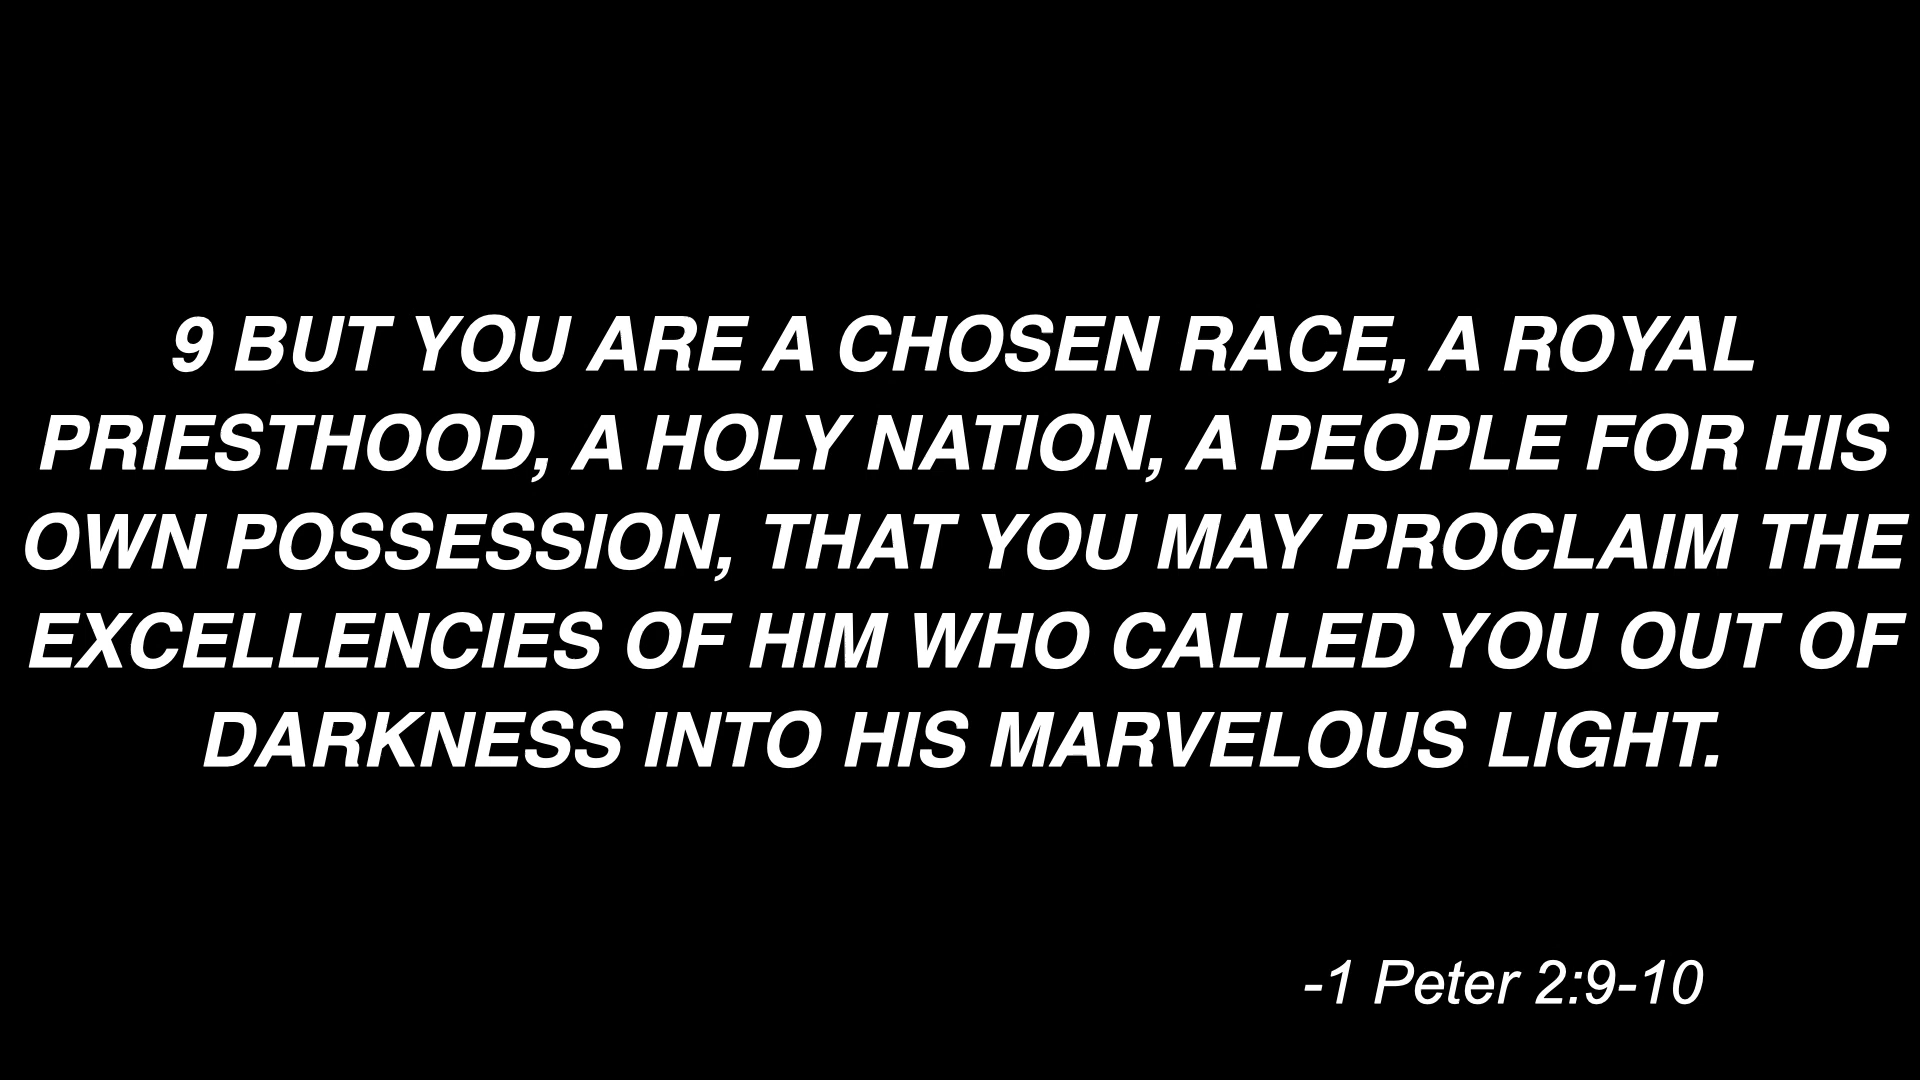 9 BUT YOU ARE A CHOSEN RACE, A ROYAL
PRIESTHOOD, A HOLY NATION, A PEOPLE FOR HIS
OWN POSSESSION, THAT YOU MAY PROCLAIM THE
EXCELLENCIES OF HIM WHO CALLED YOU OUT OF
DARKNESS INTO HIS MARVELOUS LIGHT.
-1 Peter 2:9-10